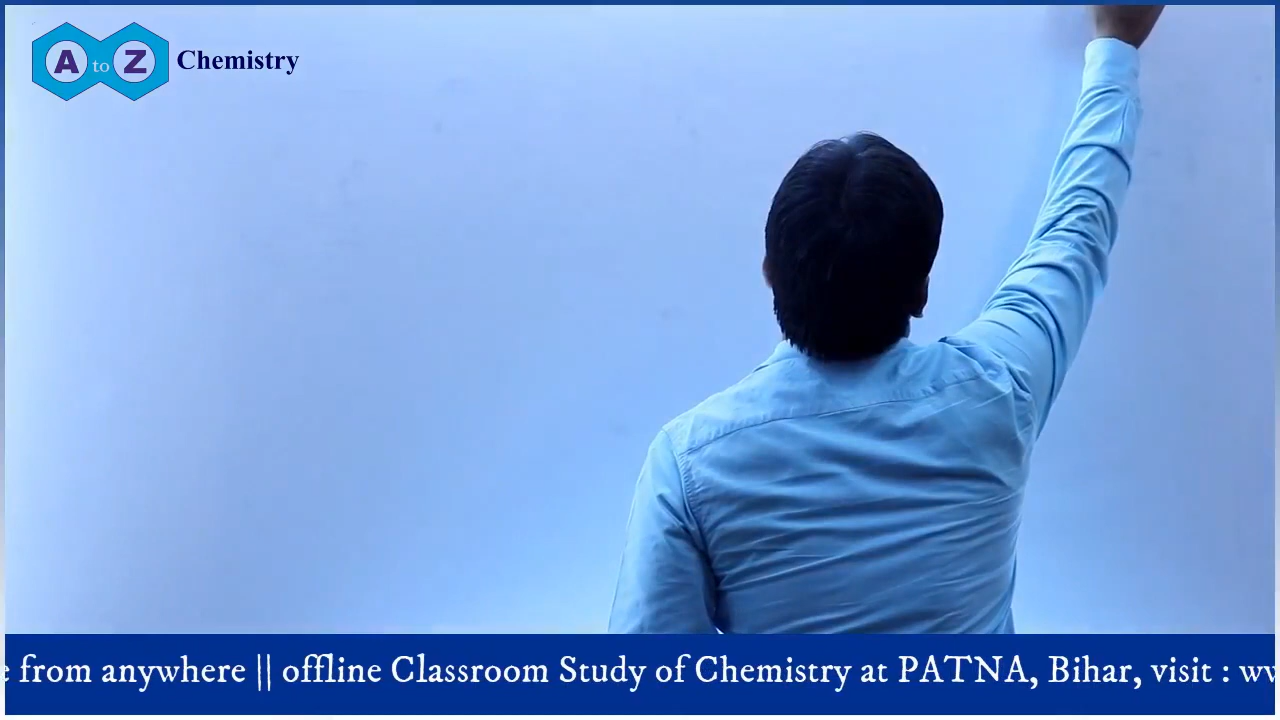 A to Z Chemistry
e from anywhere || offline Classroom Study of Chemistry at PATNA, Bihar, visit : ww